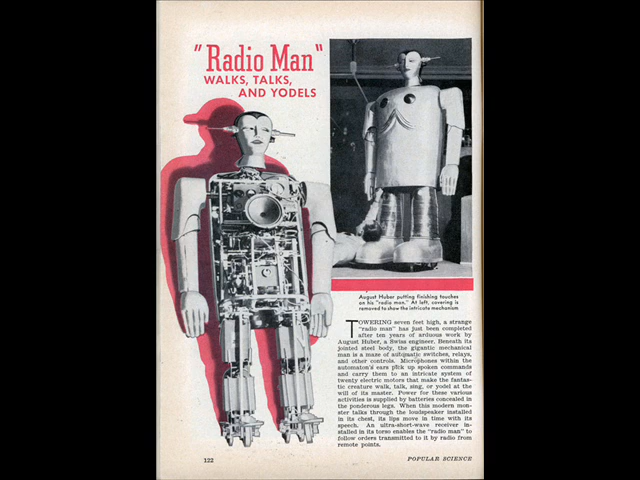 "Radio Man"
WALKS, TALKS,
AND YODELS
August Huber putting finishing touches
on his "radio man." At left, covering is
removed to show the intricate mechanism
TOWERING seven feet high, a strange
"radio man" has just been completed
after ten years of arduous work by
August Huber, a Swiss engineer. Beneath its
jointed steel body, the gigantic mechanical
man is a maze of automatic switches, relays,
and other controls. Microphones within the
automaton's ears pick up spoken commands
and carry them to an intricate system of
twenty electric motors that make the fantas-
tic creature walk, talk, sing, or yodel at the
will of its master. Power for these various
activities is supplied by batteries concealed in
the ponderous legs. When this modern mon-
ster talks through the loudspeaker installed
in its chest, its lips move in time with its
speech. An ultra-short-wave receiver in-
stalled in its torso enables the "radio man" to
follow orders transmitted to it by radio from
remote points.
122
POPULAR SCIENCE